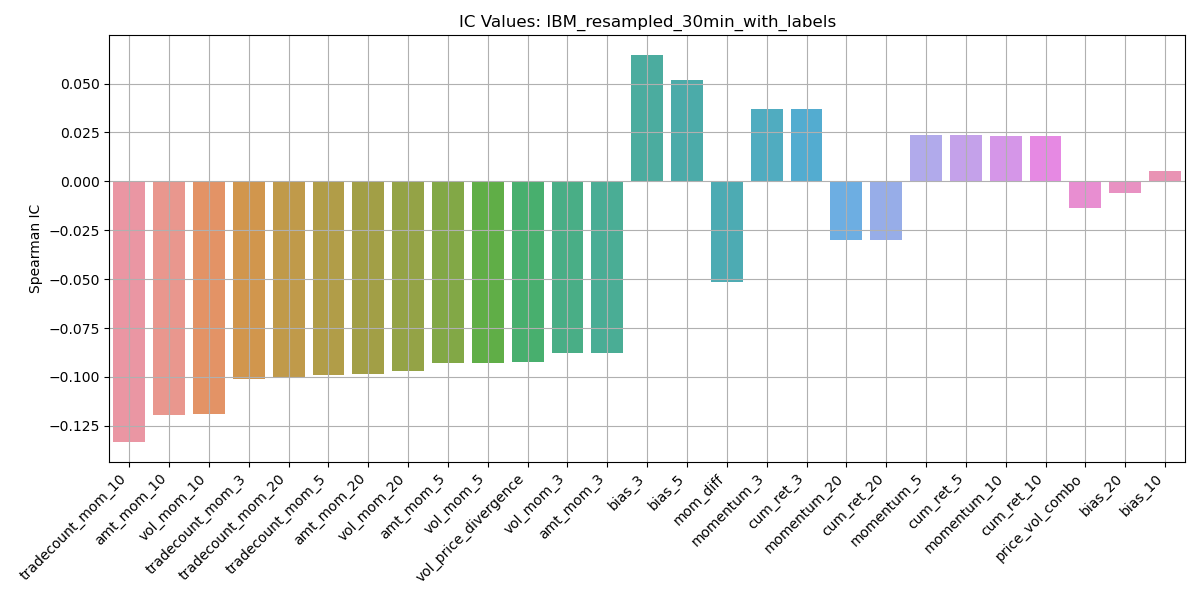 IC Values: IBM_resampled_30min_with_labels
Spearman IC
0.050
0.025
0.000
−0.025
−0.050
−0.075
−0.100
−0.125
tradecount_mom_10
amt_mom_10
vol_mom_10
tradecount_mom_3
tradecount_mom_20
tradecount_mom_5
amt_mom_20
vol_mom_20
amt_mom_5
vol_mom_5
vol_price_divergence
vol_mom_3
amt_mom_3
bias_3
bias_5
mom_diff
momentum_3
cum_ret_3
momentum_20
cum_ret_20
momentum_5
cum_ret_5
momentum_10
cum_ret_10
price_vol_combo
bias_20
bias_10